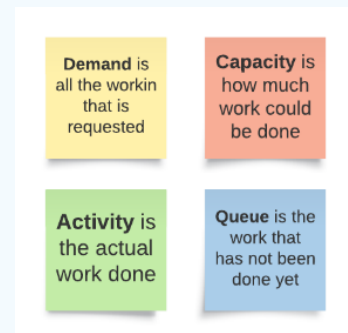 Demand is
all the workin
that is
requested
Capacity is
how much
work could
be done
Activity is
the actual
work done
Queue is the
work that
has not been
done yet